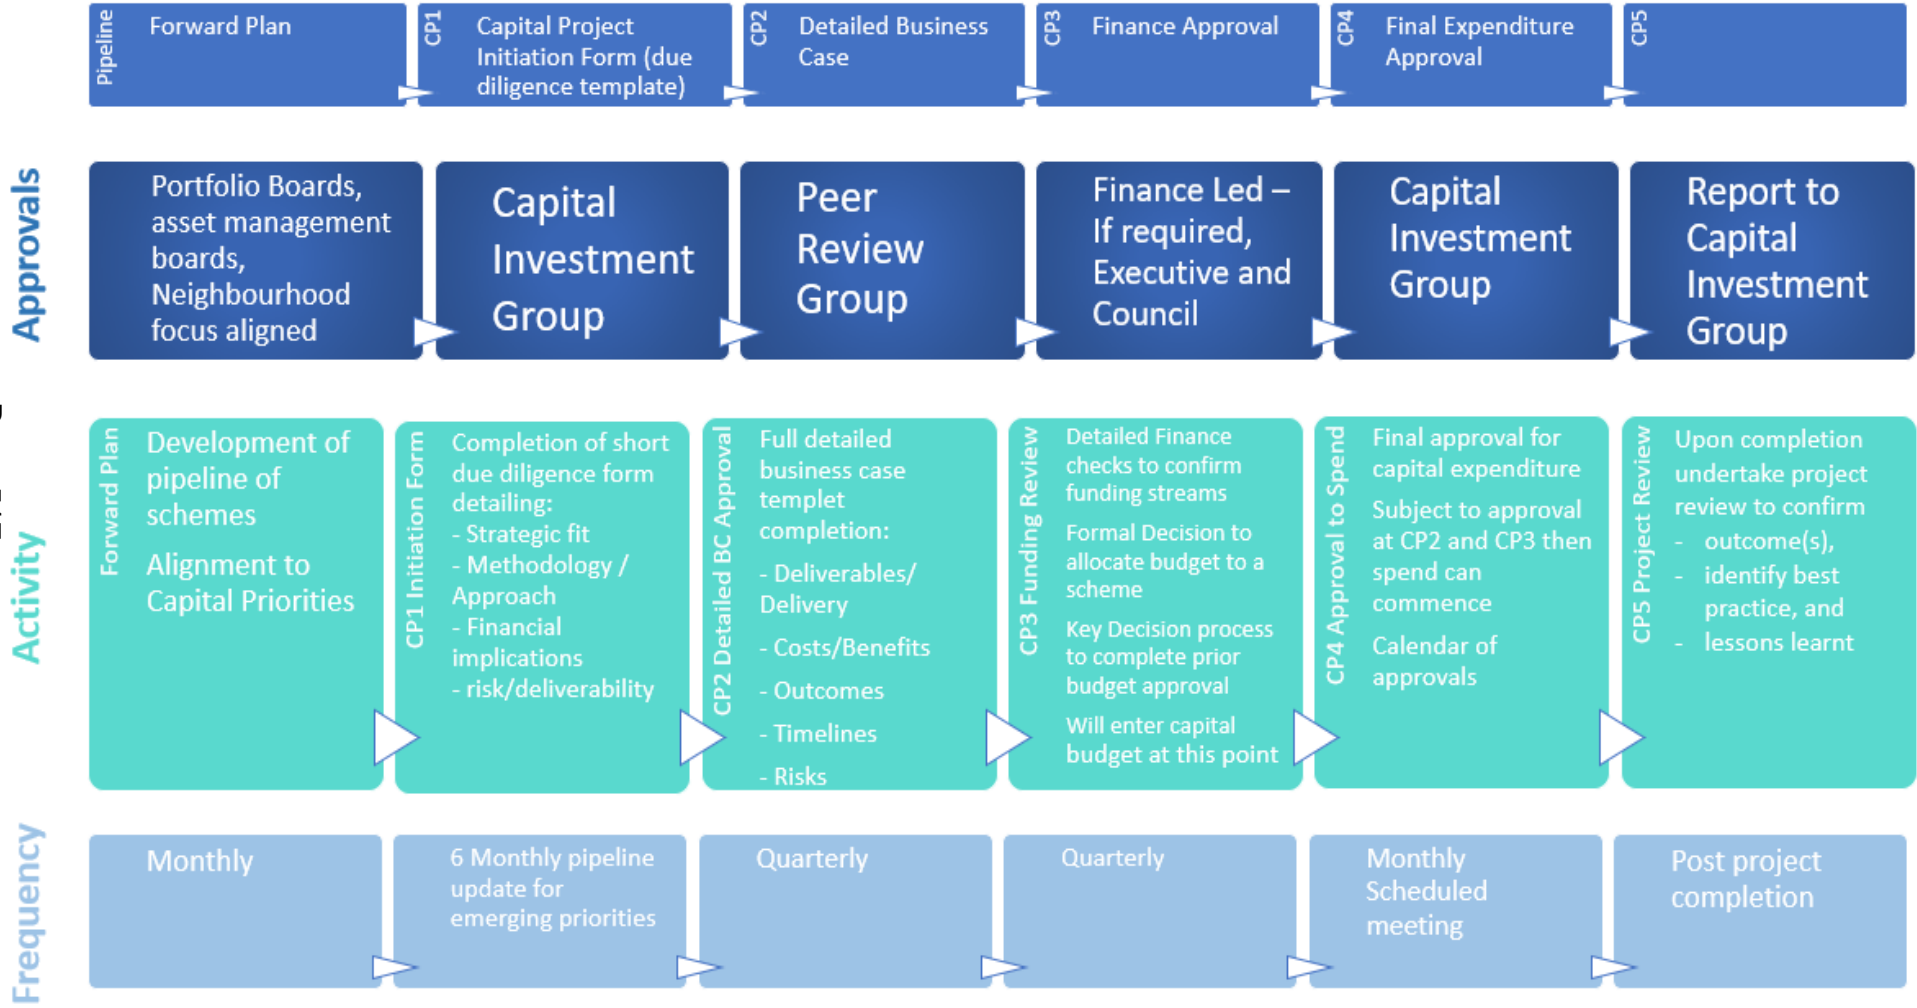 Pipeline
Forward Plan
CP1
Capital Project
Initiation Form (due
diligence template)
CP2
Detailed Business
Case
CP3
Finance Approval
CP4
Final Expenditure
Approval
CP5
Approvals
Portfolio Boards,
asset management
boards,
Neighbourhood
focus aligned
Capital
Investment
Group
Peer
Review
Group
Finance Led –
If required,
Executive and
Council
Capital
Investment
Group
Report to
Capital
Investment
Group
Activity
Forward Plan
Development of
pipeline of
schemes
Alignment to
Capital Priorities
CP1 Initiation Form
Completion of short
due diligence form
detailing:
- Strategic fit
- Methodology /
Approach
- Financial
implications
- risk/deliverability
CP2 Detailed BC Approval
Full detailed
business case
templet
completion:
- Deliverables/
Delivery
- Costs/Benefits
- Outcomes
- Timelines
- Risks
CP3 Funding Review
Detailed Finance
checks to confirm
funding streams
Formal Decision to
allocate budget to a
scheme
Key Decision process
to complete prior
budget approval
Will enter capital
budget at this point
CP4 Approval to Spend
Final approval for
capital expenditure
Subject to approval
at CP2 and CP3 then
spend can
commence
Calendar of
approvals
CP5 Project Review
Upon completion
undertake project
review to confirm
- outcome(s),
- identify best
practice, and
- lessons learnt
Frequency
Monthly
6 Monthly pipeline
update for
emerging priorities
Quarterly
Quarterly
Monthly
Scheduled
meeting
Post project
completion